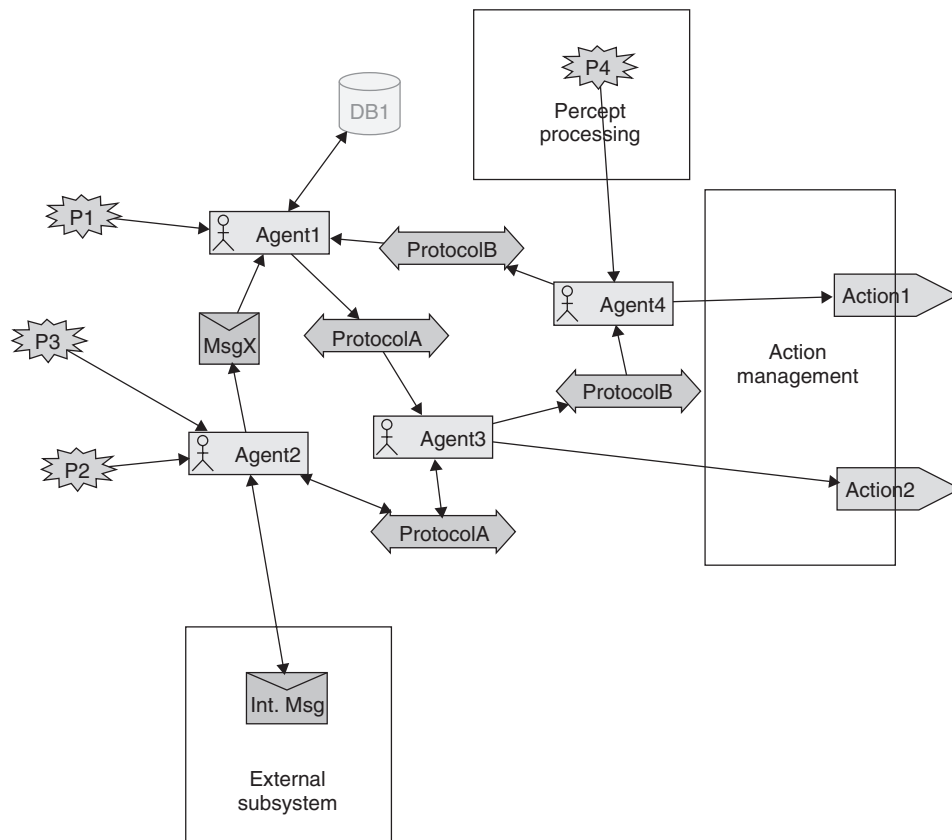 P4
Percept
processing
DB1
P1
Agent1
ProtocolB
Agent4
Action1
P3
MsgX
ProtocolA
Action
management
ProtocolB
Agent3
P2
Agent2
Action2
ProtocolA
Int. Msg
External
subsystem